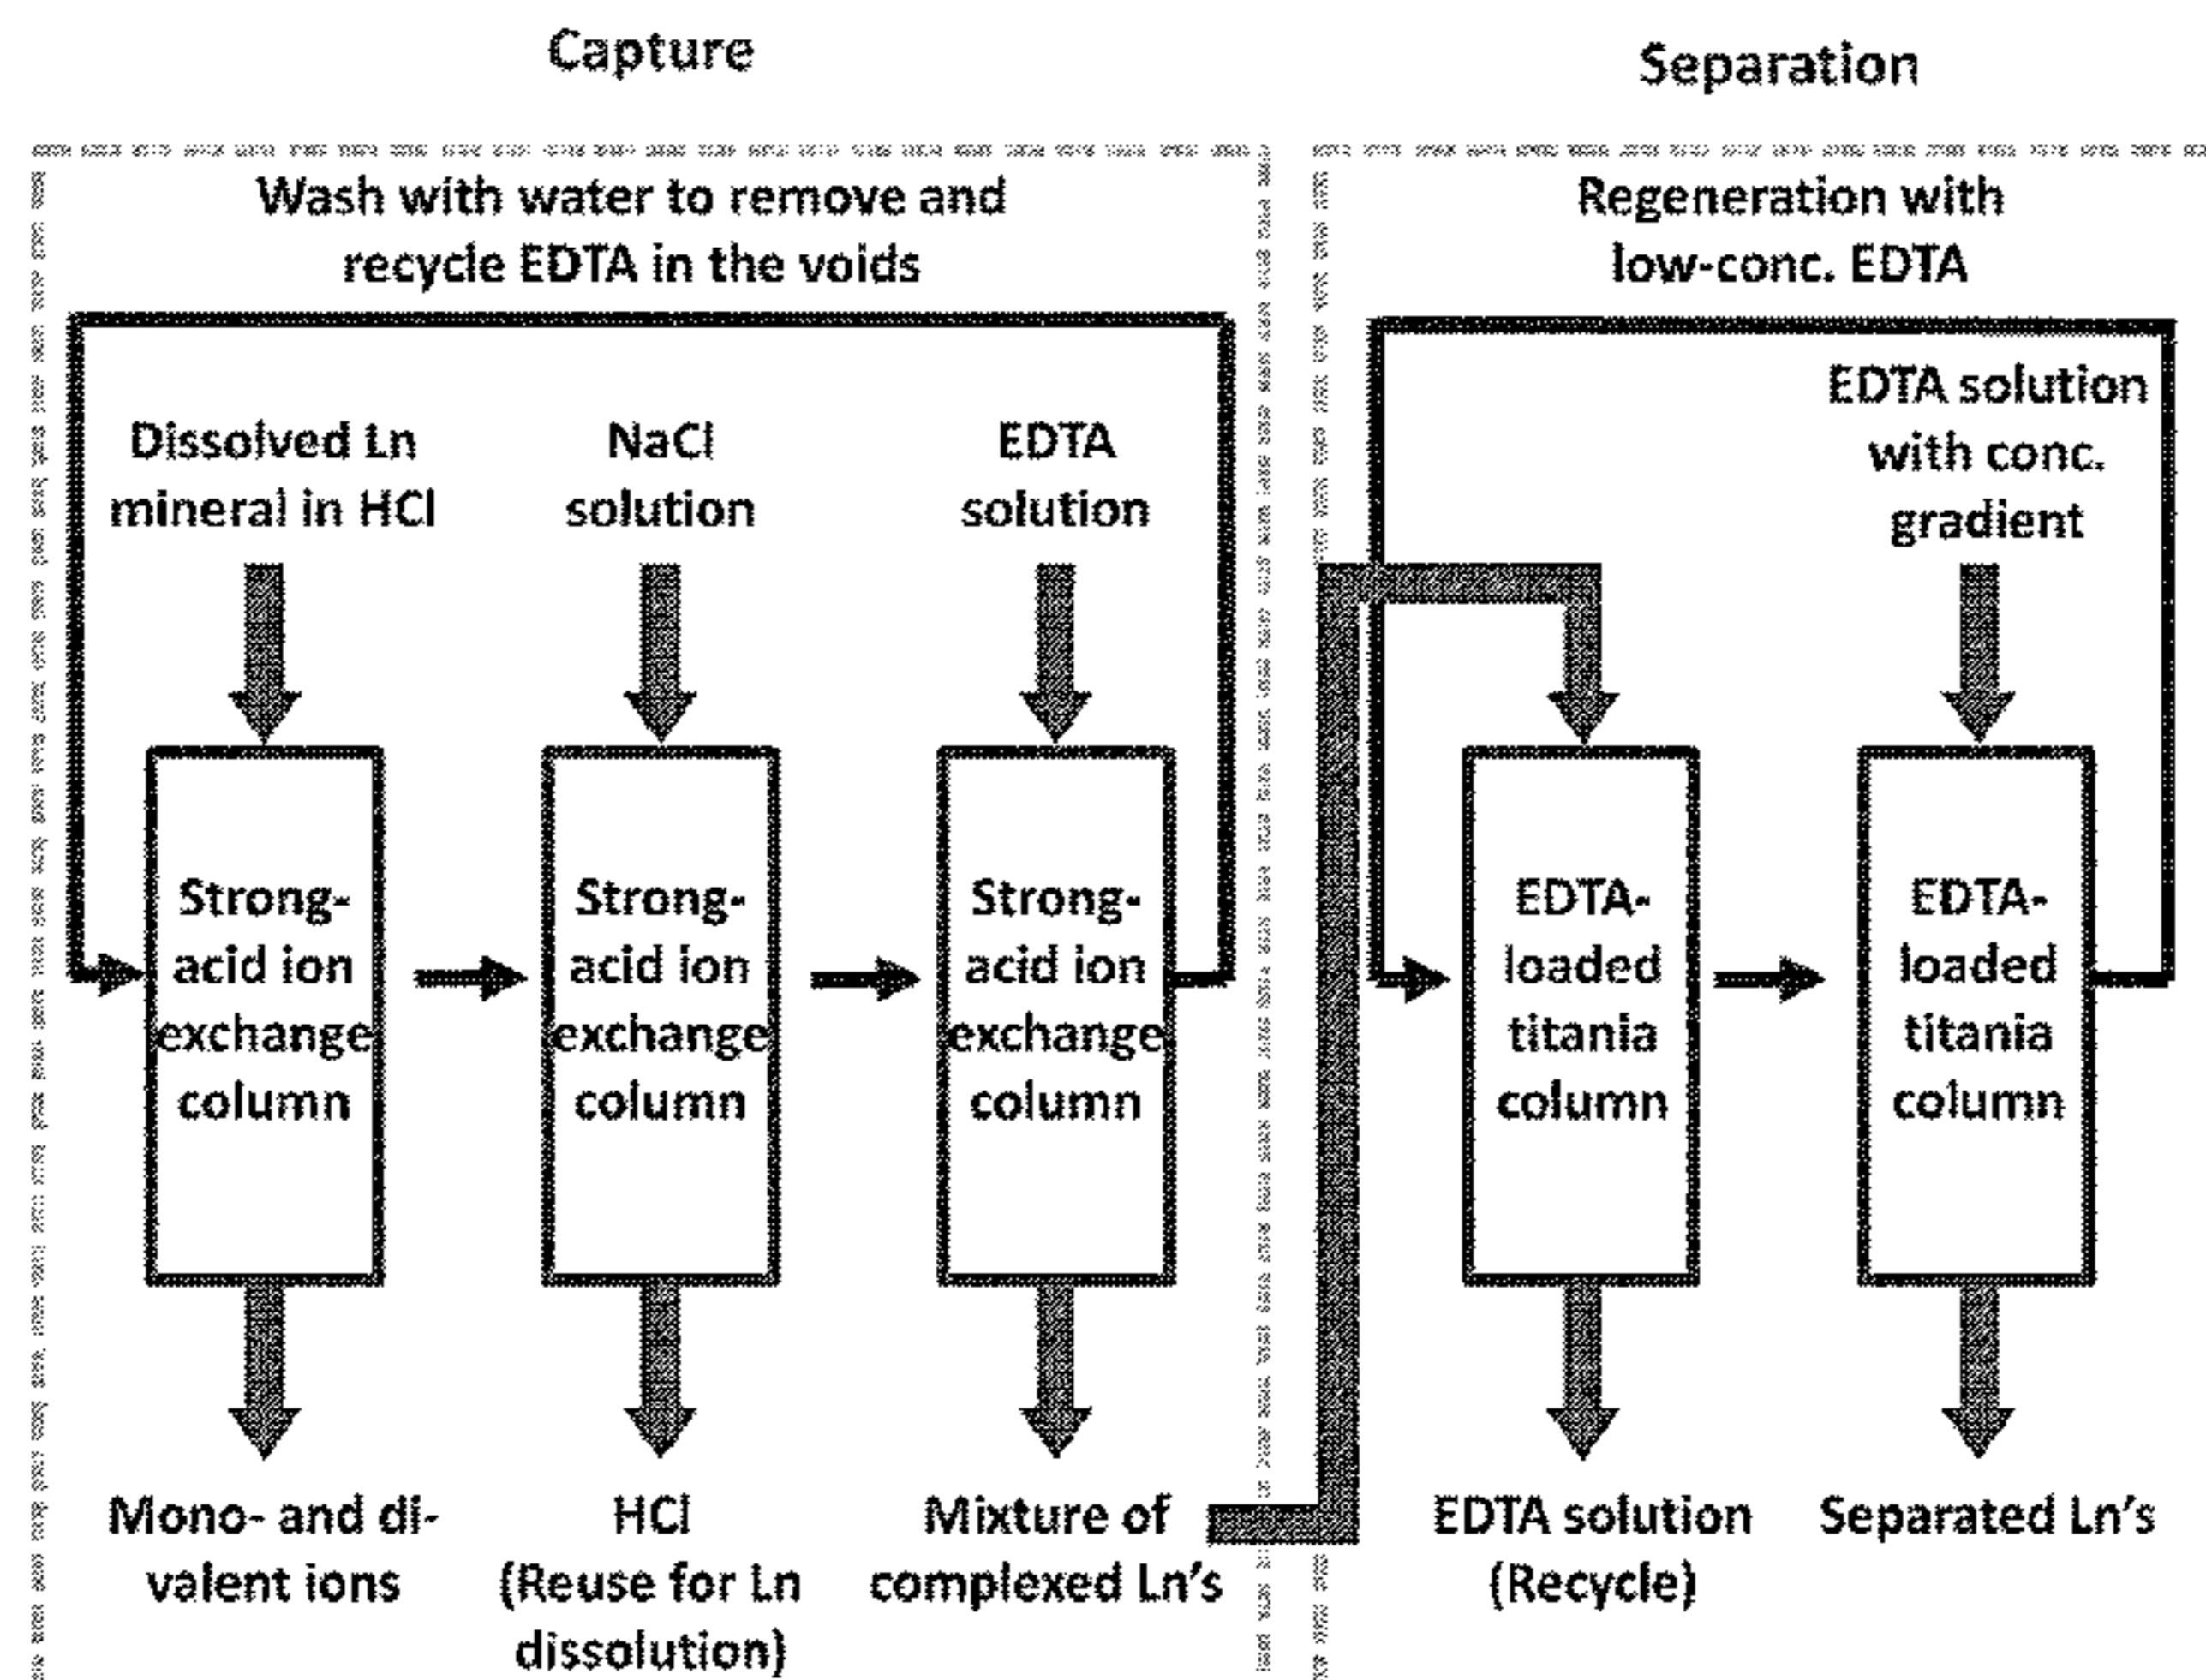 Capture
Wash with water to remove and
recycle EDTA in the voids
Dissolved Ln
mineral in HCl
NaCl
solution
EDTA
solution
Strong-
acid ion
exchange
column
Strong-
acid ion
exchange
column
Strong-
acid ion
exchange
column
Mono- and di-
valent ions
HCl
(Reuse for Ln
dissolution)
Mixture of
complexed Ln's
Separation
Regeneration with
low-conc. EDTA
EDTA solution
with conc.
gradient
EDTA-
loaded
titania
column
EDTA-
loaded
titania
column
EDTA solution
(Recycle)
Separated Ln's